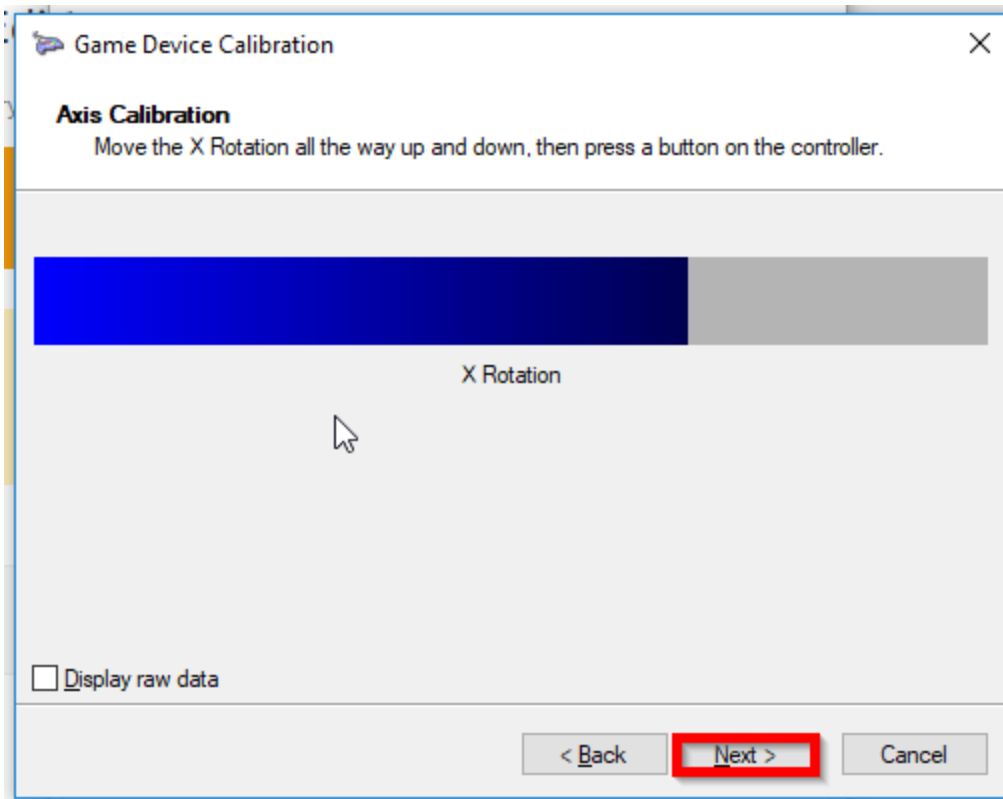 Game Device Calibration
Axis Calibration
Move the X Rotation all the way up and down, then press a button on the controller.
X Rotation
Display raw data
< Back
Next >
Cancel